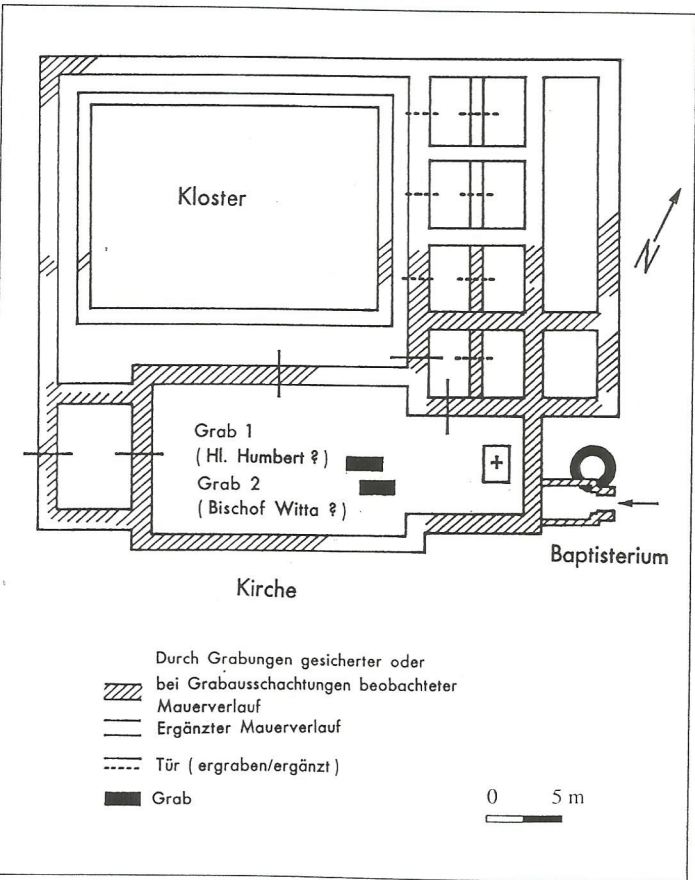 Kloster
N
Grab 1
( Hl. Humbert ? )
Grab 2
( Bischof Witta ? )
Baptisterium
Kirche
Durch Grabungen gesicherter oder
bei Grabausschachtungen beobachteter
Mauerverlauf
Ergänzter Mauerverlauf
Tür ( ergraben/ergänzt )
Grab
0 5 m